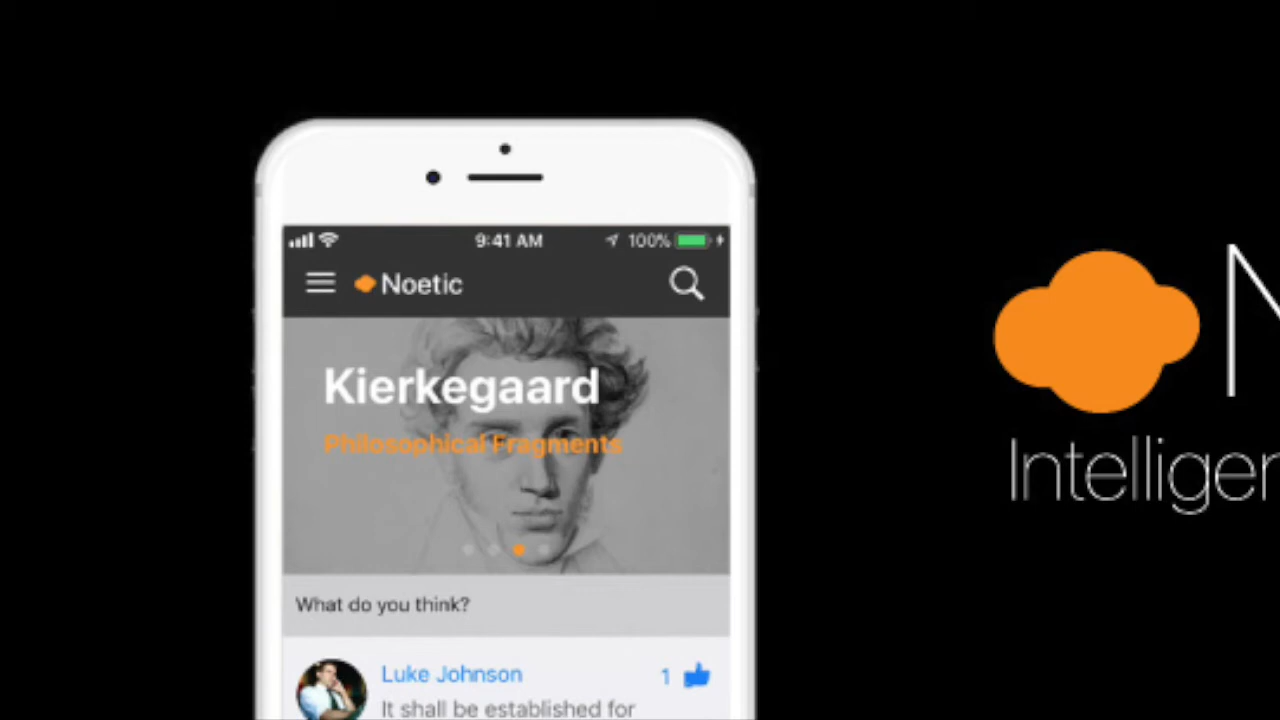 9:41 AM 100%
Noetic
Kierkegaard
Philosophical Fragments
What do you think?
Luke Johnson 1
It shall be established for
N
Intelligen